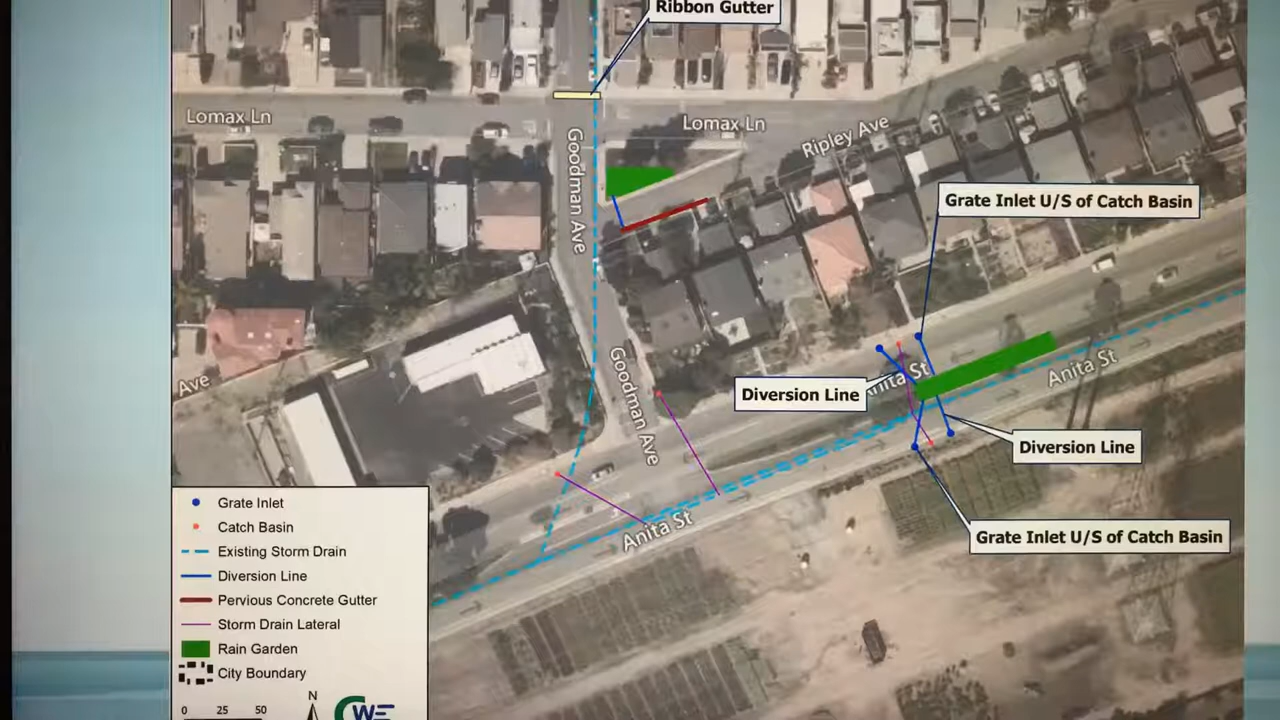 Ribbon Gutter
Lomax Ln
Lomax Ln
Ripley Ave
Goodman Ave
Grate Inlet U/S of Catch Basin
Goodman Ave
Ave
Diversion Line
Anita St
Anita St
Diversion Line
Anita St
Grate Inlet U/S of Catch Basin
Grate Inlet
Catch Basin
Existing Storm Drain
Diversion Line
Pervious Concrete Gutter
Storm Drain Lateral
Rain Garden
City Boundary
N
0 25 50
CWE